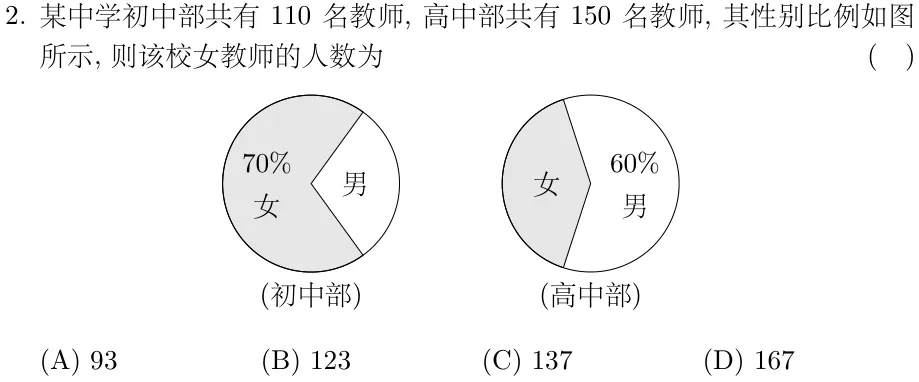 2. 某中学初中部共有 110 名教师, 高中部共有 150 名教师, 其性别比例如图
所示, 则该校女教师的人数为 ( )
70%
女
男
女
60%
男
(初中部) (高中部)
(A) 93 (B) 123 (C) 137 (D) 167